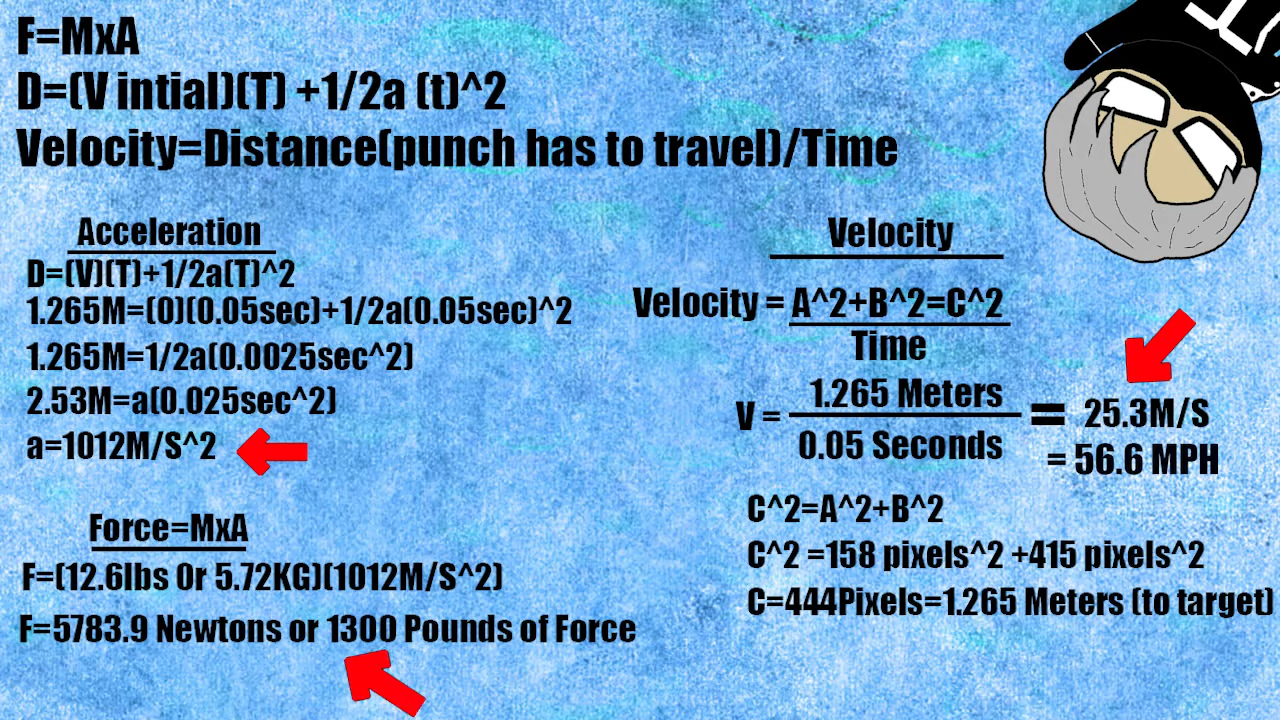 F=MxA
D=(V intial)(T) +1/2a (t)^2
Velocity=Distance(punch has to travel)/Time
Acceleration
D=(V)(T)+1/2a(T)^2
1.265M=(0)(0.05sec)+1/2a(0.05sec)^2
1.265M=1/2a(0.0025sec^2)
2.53M=a(0.025sec^2)
a=1012M/S^2
Force=MxA
F=(12.6lbs Or 5.72KG)(1012M/S^2)
F=5783.9 Newtons or 1300 Pounds of Force
Velocity
Velocity = A^2+B^2=C^2
Time
1.265 Meters
V =
0.05 Seconds
= 25.3M/S
= 56.6 MPH
C^2=A^2+B^2
C^2 =158 pixels^2 +415 pixels^2
C=444Pixels=1.265 Meters (to target)